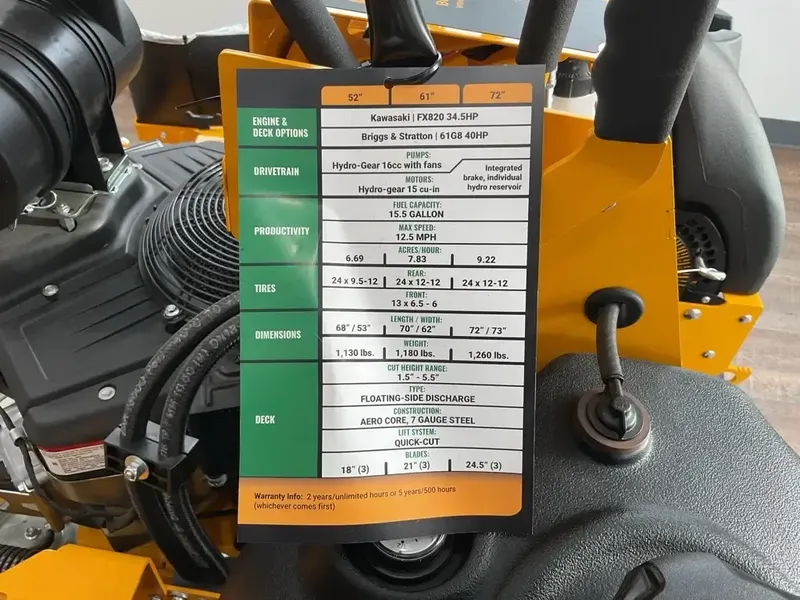 52" 61" 72"
ENGINE & DECK OPTIONS
Kawasaki | FX820 34.5HP
Briggs & Stratton | 61G8 40HP
DRIVETRAIN
PUMPS:
Hydro-Gear 16cc with fans
MOTORS:
Hydro-gear 15 cu-in
Integrated
brake, individual
hydro reservoir
PRODUCTIVITY
FUEL CAPACITY:
15.5 GALLON
MAX SPEED:
12.5 MPH
ACRES/HOUR:
6.69 7.83 9.22
TIRES
REAR:
24 x 9.5-12 24 x 12-12 24 x 12-12
FRONT:
13 x 6.5 - 6
DIMENSIONS
LENGTH / WIDTH:
68" / 53" 70" / 62" 72" / 73"
WEIGHT:
1,130 lbs. 1,180 lbs. 1,260 lbs.
DECK
CUT HEIGHT RANGE:
1.5" - 5.5"
TYPE:
FLOATING-SIDE DISCHARGE
CONSTRUCTION:
AERO CORE, 7 GAUGE STEEL
LIFT SYSTEM:
QUICK-CUT
BLADES:
18" (3) 21" (3) 24.5" (3)
Warranty Info: 2 years/unlimited hours or 5 years/500 hours
(whichever comes first)